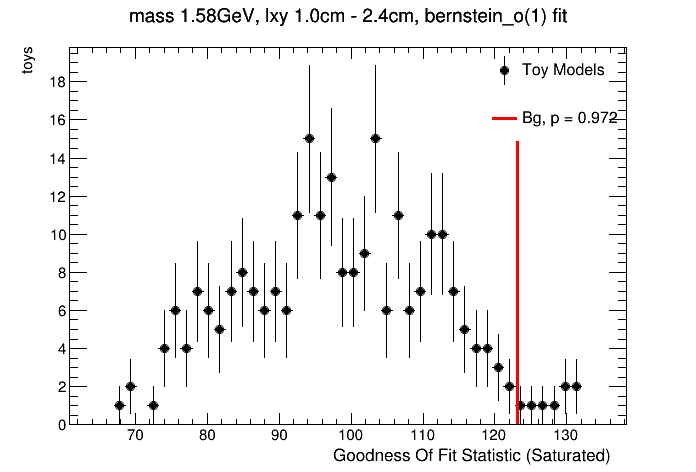 mass 1.58GeV, lxy 1.0cm - 2.4cm, bernstein_o(1) fit
toys
Toy Models
Bg, p = 0.972
18
16
14
12
10
8
6
4
2
0
70 80 90 100 110 120 130
Goodness Of Fit Statistic (Saturated)